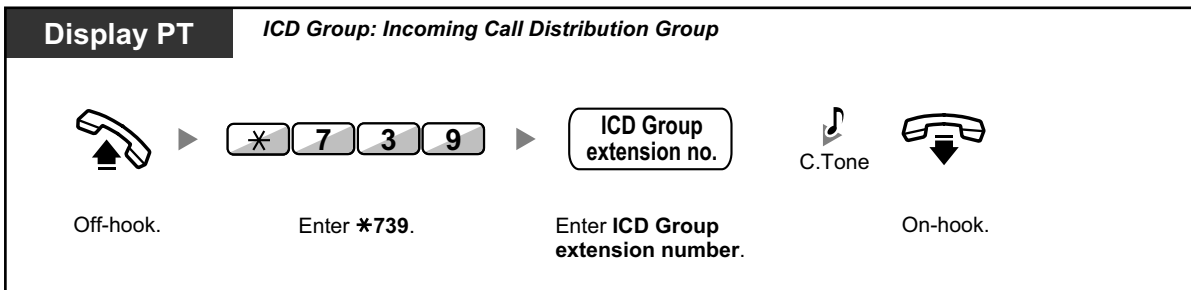 Display PT
ICD Group: Incoming Call Distribution Group
✳ 7 3 9
ICD Group
extension no.
C.Tone
Off-hook.
Enter ✳739.
Enter ICD Group
extension number.
On-hook.